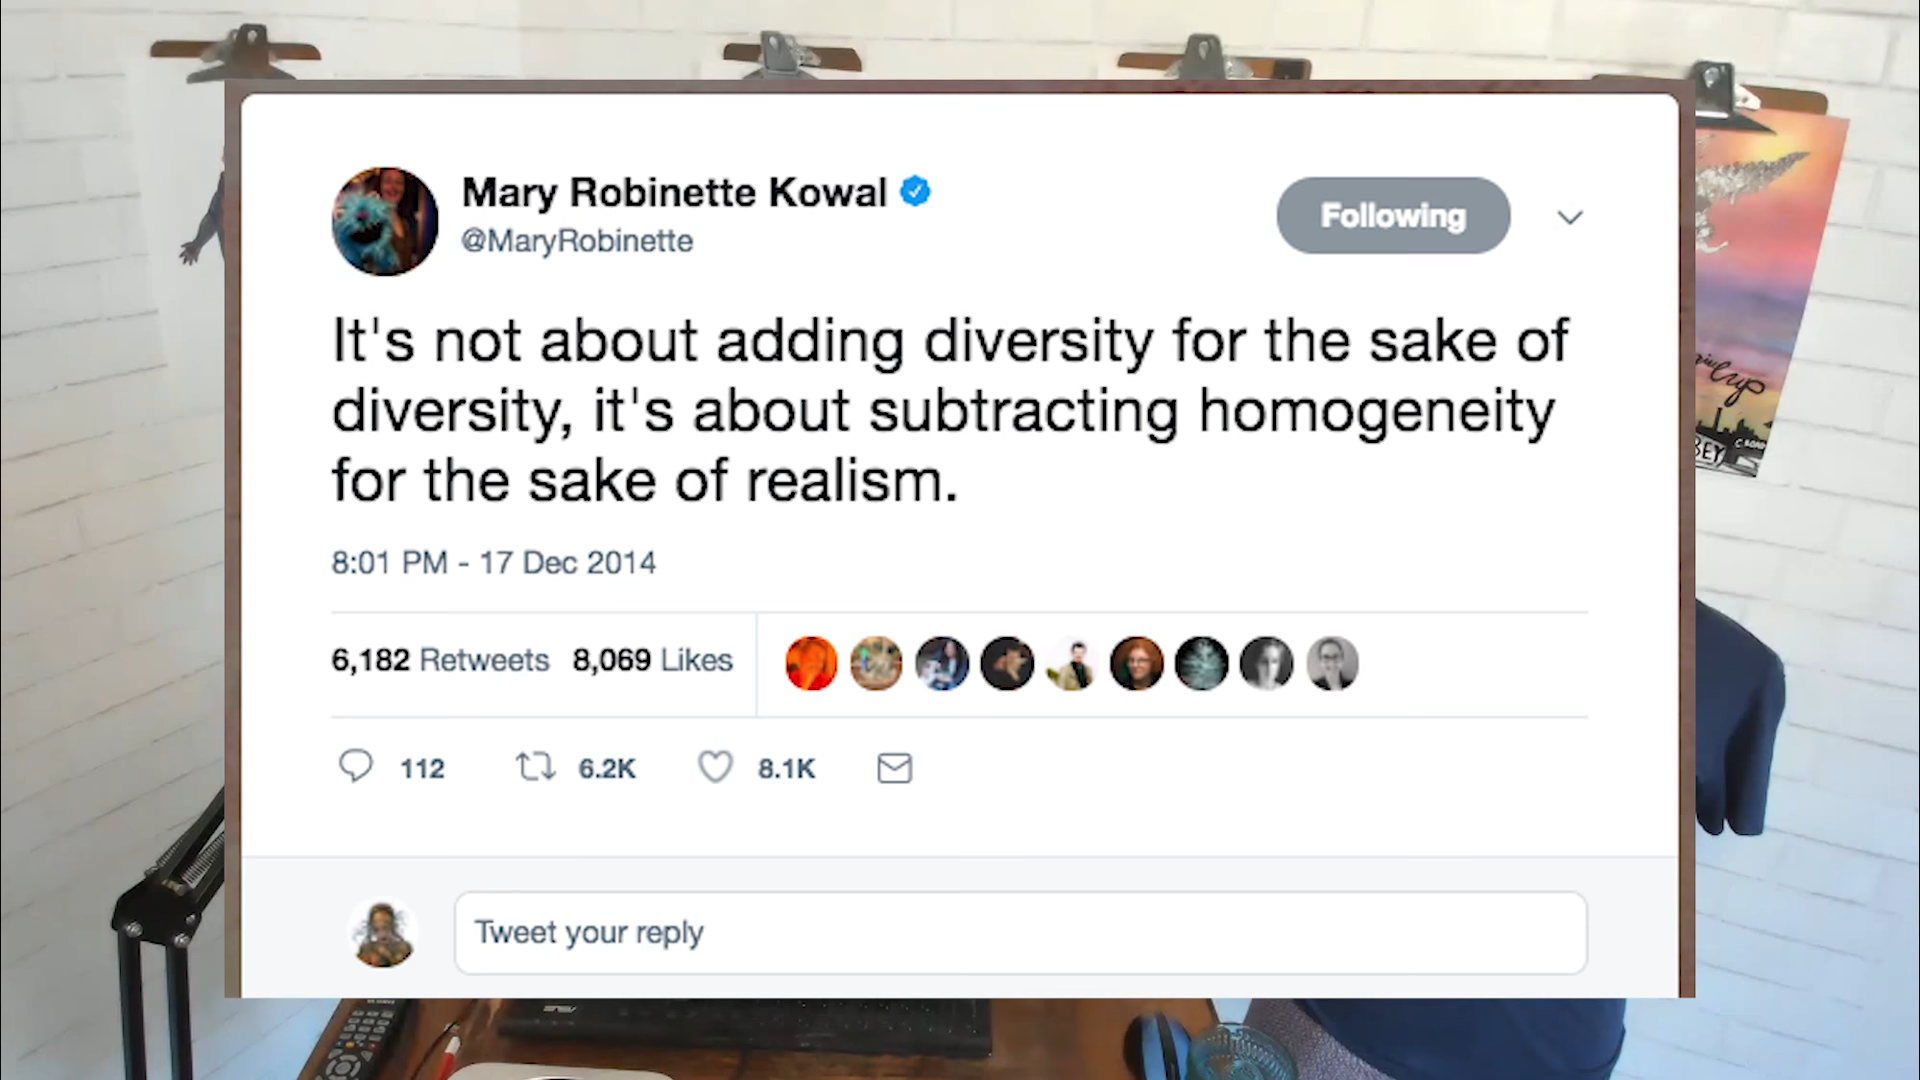 Mary Robinette Kowal
@MaryRobinette
Following
It's not about adding diversity for the sake of
diversity, it's about subtracting homogeneity
for the sake of realism.
8:01 PM - 17 Dec 2014
6,182 Retweets 8,069 Likes
112 6.2K 8.1K
Tweet your reply
ASUS